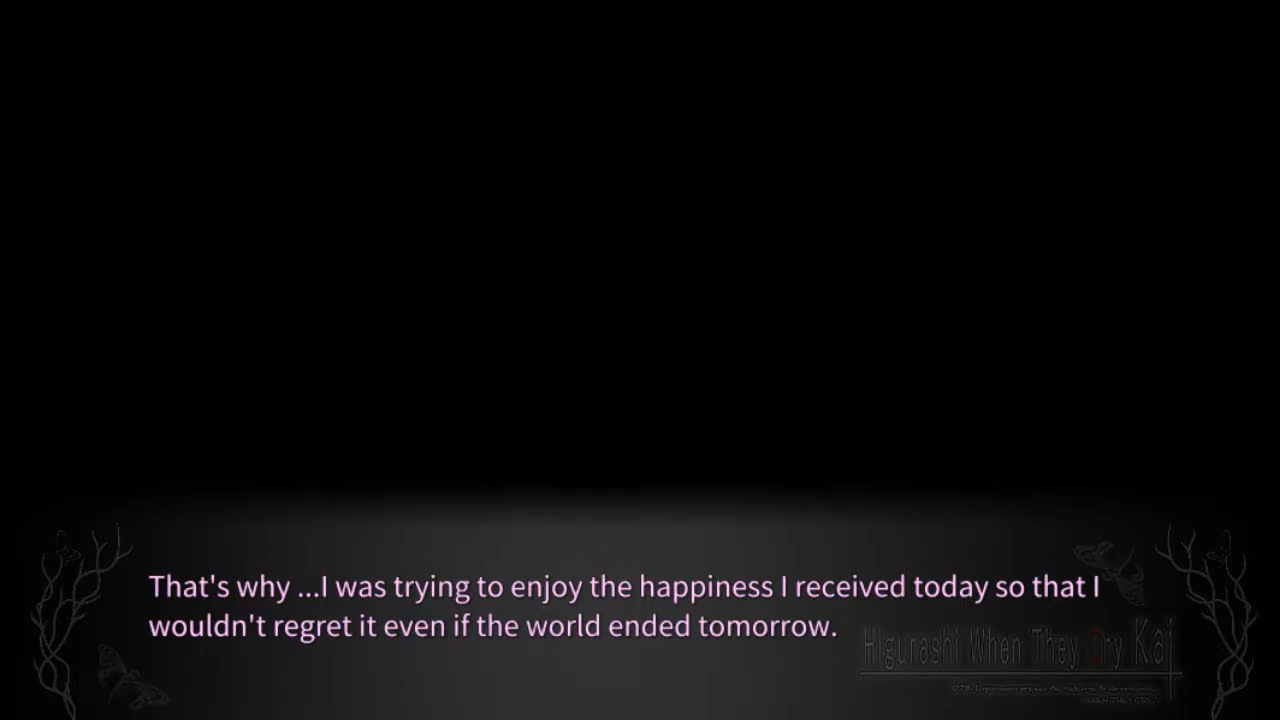 That's why ...I was trying to enjoy the happiness I received today so that I
wouldn't regret it even if the world ended tomorrow.
Higurashi When They Cry Kai